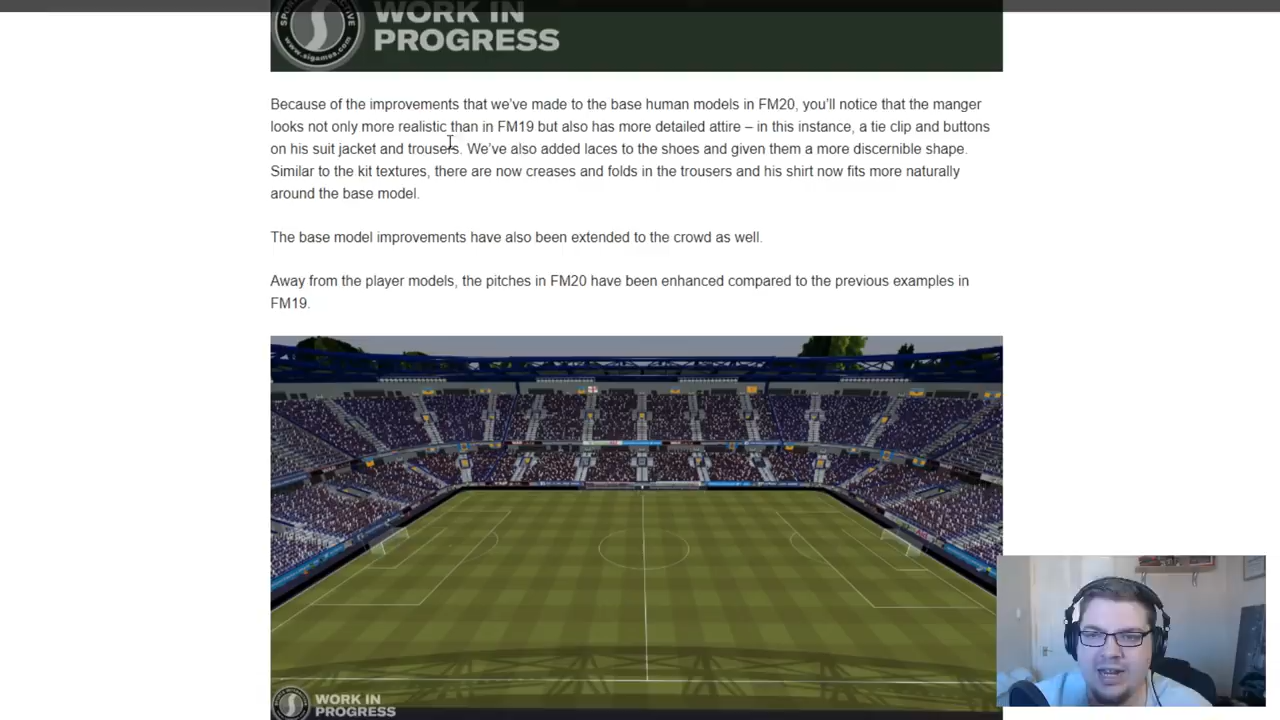 WORK IN
PROGRESS
www.sigames.com
Because of the improvements that we've made to the base human models in FM20, you'll notice that the manger
looks not only more realistic than in FM19 but also has more detailed attire – in this instance, a tie clip and buttons
on his suit jacket and trousers. We've also added laces to the shoes and given them a more discernible shape.
Similar to the kit textures, there are now creases and folds in the trousers and his shirt now fits more naturally
around the base model.
The base model improvements have also been extended to the crowd as well.
Away from the player models, the pitches in FM20 have been enhanced compared to the previous examples in
FM19.
WORK IN
PROGRESS